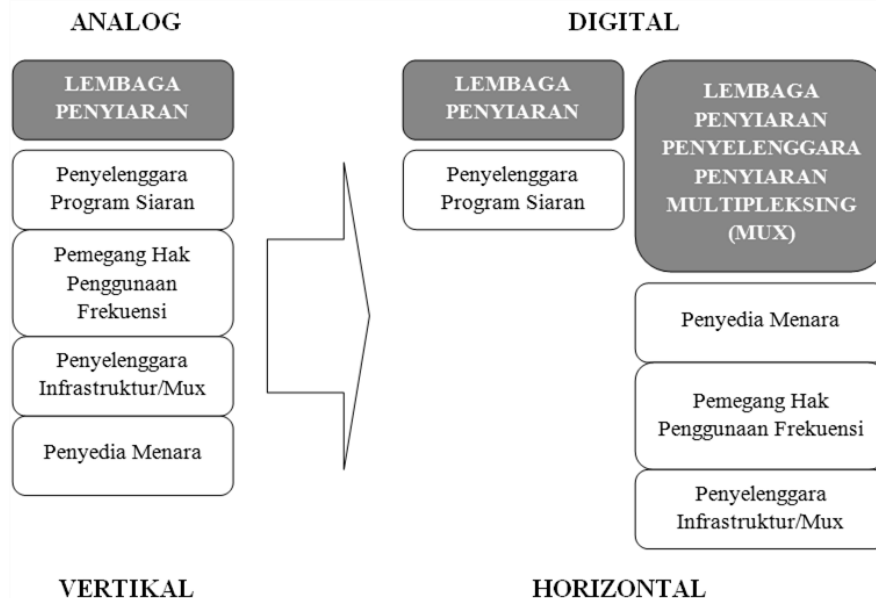 ANALOG
LEMBAGA
PENYIARAN
Penyelenggara
Program Siaran
Pemegang Hak
Penggunaan
Frekuensi
Penyelenggara
Infrastruktur/Mux
Penyedia Menara
VERTIKAL
DIGITAL
LEMBAGA
PENYIARAN
Penyelenggara
Program Siaran
LEMBAGA
PENYIARAN
PENYELENGGARA
PENYIARAN
MULTIPLEKSING
(MUX)
Penyedia Menara
Pemegang Hak
Penggunaan Frekuensi
Penyelenggara
Infrastruktur/Mux
HORIZONTAL